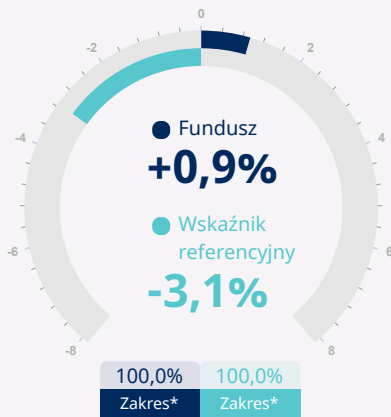 0
-2
2
-4
4
-6
6
-8
8
Fundusz
+0,9%
Wskaźnik
referencyjny
-3,1%
100,0%
100,0%
Zakres*
Zakres*